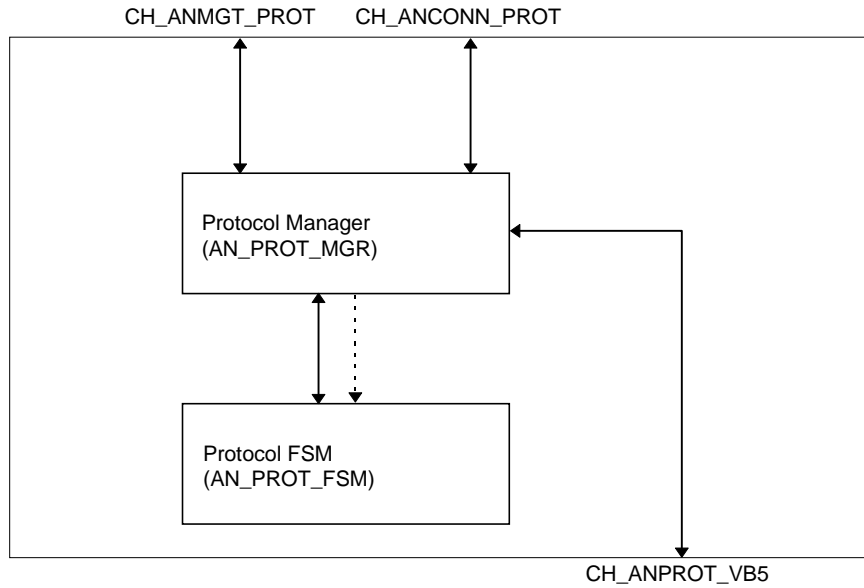 CH_ANMGT_PROT CH_ANCONN_PROT
Protocol Manager
(AN_PROT_MGR)
Protocol FSM
(AN_PROT_FSM)
CH_ANPROT_VB5